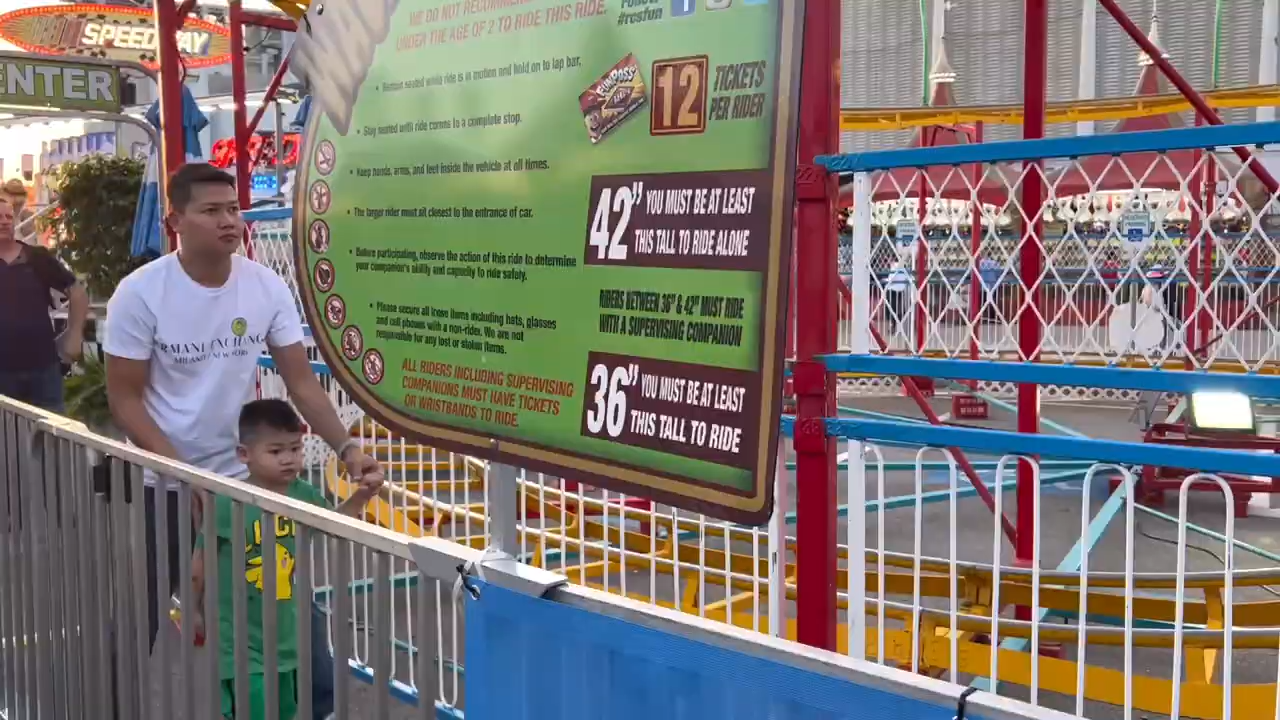 SPEEDWAY
ENTER
WE DO NOT RECOMMEND
UNDER THE AGE OF 2 TO RIDE THIS RIDE.
#rcsfun
• Remain seated while ride is in motion and hold on to lap bar.
• Stay seated until ride comes to a complete stop.
• Keep hands, arms, and feet inside the vehicle at all times.
• The larger rider must sit closest to the entrance of car.
• Before participating, observe the action of this ride to determine
your companion's ability and capacity to ride safely.
• Please secure all loose items including hats, glasses
and cell phones with a non-rider. We are not
responsible for any lost or stolen items.
ALL RIDERS INCLUDING SUPERVISING
COMPANIONS MUST HAVE TICKETS
OR WRISTBANDS TO RIDE.
FUNPASS
12 TICKETS
PER RIDER
42" YOU MUST BE AT LEAST
THIS TALL TO RIDE ALONE
RIDERS BETWEEN 36" & 42" MUST RIDE
WITH A SUPERVISING COMPANION
36" YOU MUST BE AT LEAST
THIS TALL TO RIDE